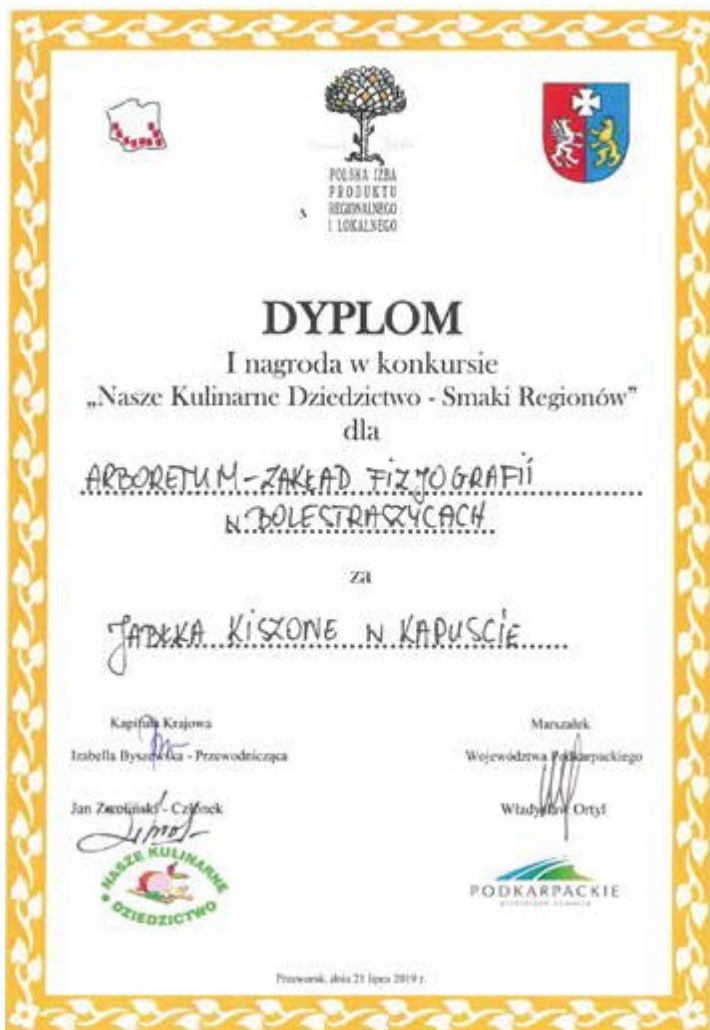 POLSKA IZBA
PRODUKTU
REGIONALNEGO
I LOKALNEGO
DYPLOM
I nagroda w konkursie
„Nasze Kulinarne Dziedzictwo - Smaki Regionów”
dla
ARBORETUM-ZAKŁAD FIZJOGRAFII
W BOLESTRASZYCACH
za
JABŁKA KISZONE W KAPUŚCIE
Kapituła Krajowa
Izabella Byszewska - Przewodnicząca
Jan Zwoliński - Członek
Marszałek
Województwa Podkarpackiego
Władysław Ortyl
NASZE KULINARNE
DZIEDZICTWO
PODKARPACKIE
Przeworsk, dnia 21 lipca 2019 r.